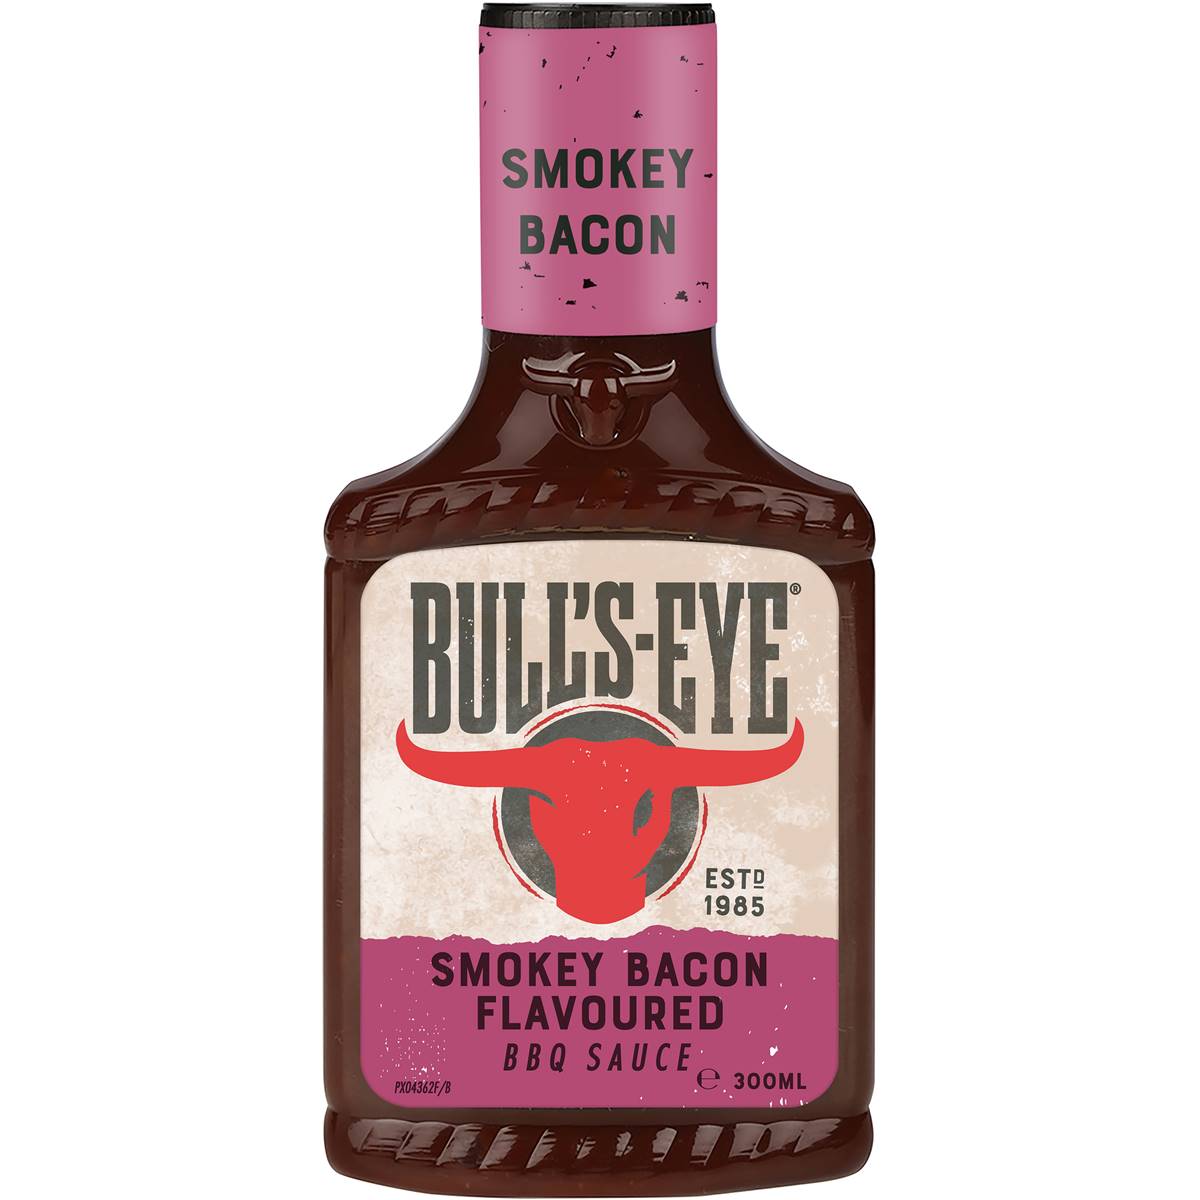 SMOKEY
BACON
BULL'S-EYE®
ESTD
1985
SMOKEY BACON
FLAVOURED
BBQ SAUCE
℮ 300ML
PX04362F/B